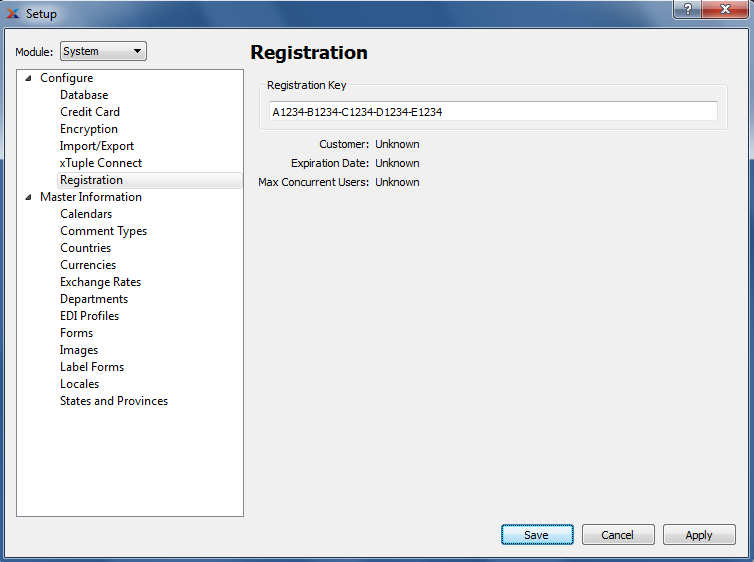 Setup
?
Module: System
Registration
Configure
Database
Credit Card
Encryption
Import/Export
xTuple Connect
Registration
Master Information
Calendars
Comment Types
Countries
Currencies
Exchange Rates
Departments
EDI Profiles
Forms
Images
Label Forms
Locales
States and Provinces
Registration Key
A1234-B1234-C1234-D1234-E1234
Customer: Unknown
Expiration Date: Unknown
Max Concurrent Users: Unknown
Save Cancel Apply